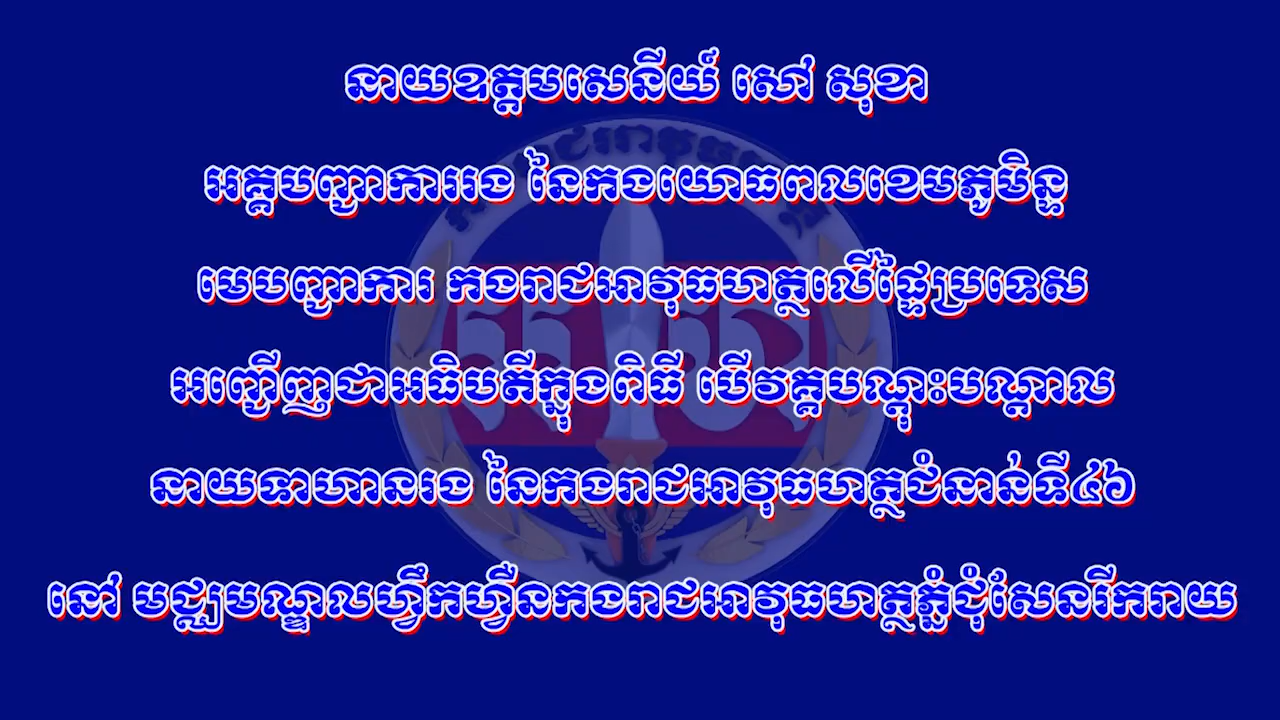 នាយឧត្តមសេនីយ៍ សៅ សុខា
អគ្គបញ្ជាការរង នៃកងយោធពលខេមភូមិន្ទ
មេបញ្ជាការ កងរាជអាវុធហត្ថលើផ្ទៃប្រទេស
អញ្ជើញជាអធិបតីក្នុងពិធី បើវគ្គបណ្តុះបណ្តាល
នាយទាហានរង នៃកងរាជអាវុធហត្ថជំនាន់ទី៤៦
នៅ មជ្ឈមណ្ឌលហ្វឹកហ្វឺនកងរាជអាវុធហត្ថភ្នំជុំសែនរីករាយ